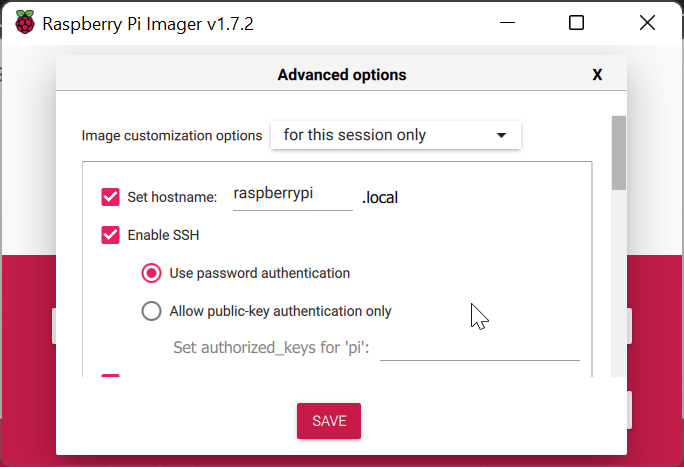 Raspberry Pi Imager v1.7.2
Advanced options X
Image customization options for this session only
Set hostname: raspberrypi .local
Enable SSH
Use password authentication
Allow public-key authentication only
Set authorized_keys for 'pi':
SAVE